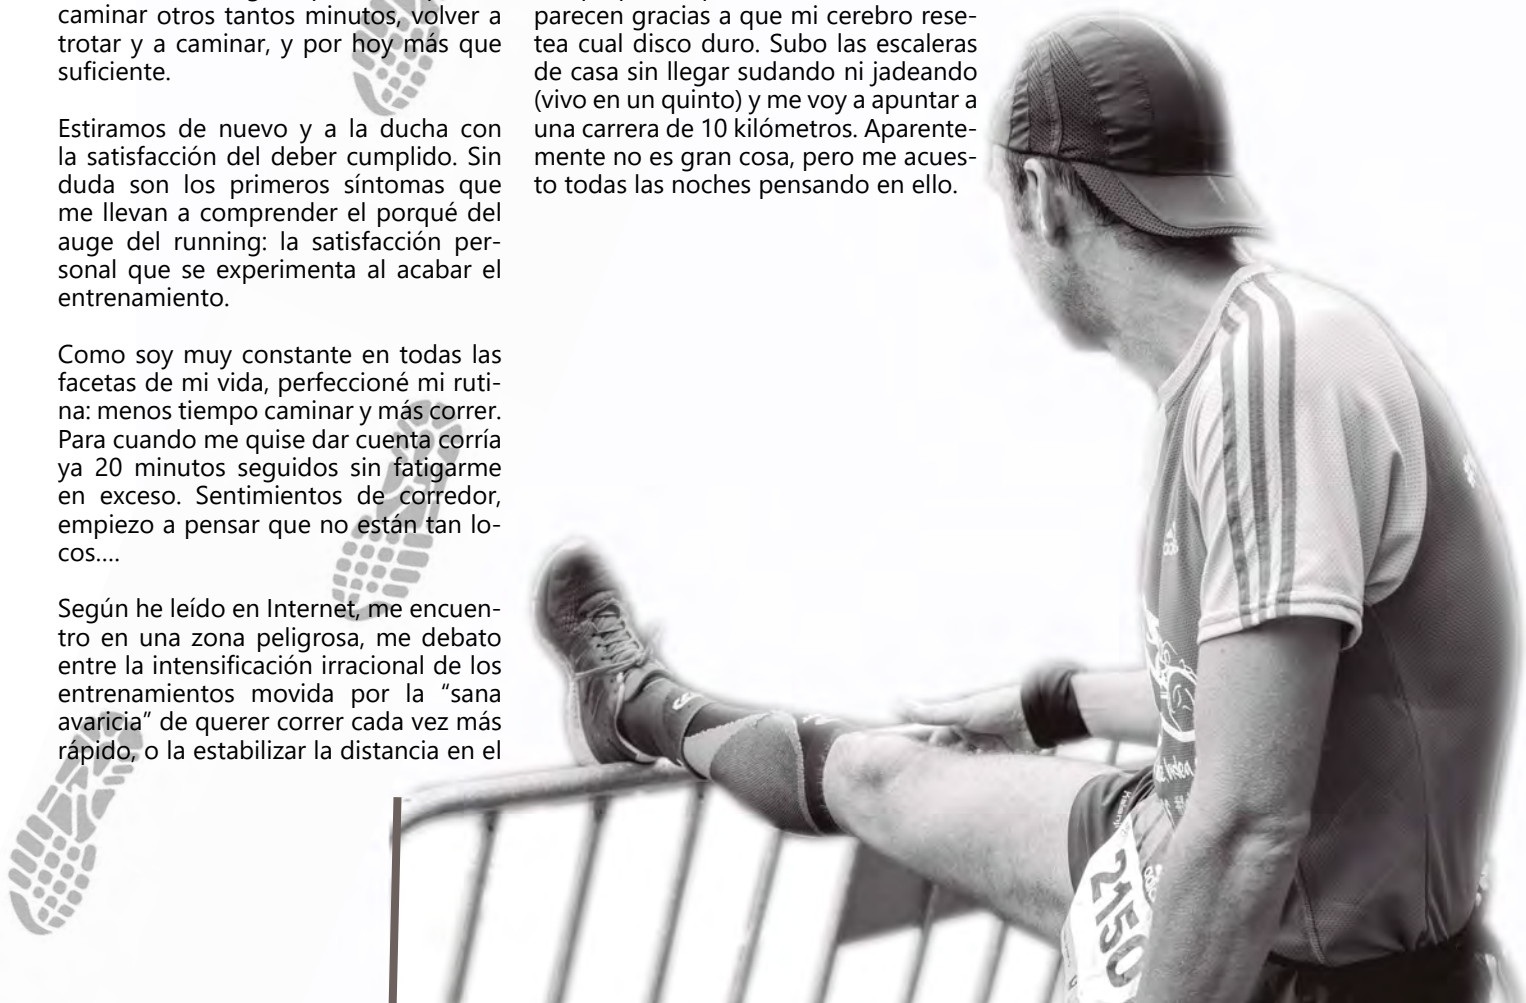 caminar otros tantos minutos, volver a
trotar y a caminar, y por hoy más que
suficiente.
Estiramos de nuevo y a la ducha con
la satisfacción del deber cumplido. Sin
duda son los primeros síntomas que
me llevan a comprender el porqué del
auge del running: la satisfacción per-
sonal que se experimenta al acabar el
entrenamiento.
Como soy muy constante en todas las
facetas de mi vida, perfeccioné mi ruti-
na: menos tiempo caminar y más correr.
Para cuando me quise dar cuenta corría
ya 20 minutos seguidos sin fatigarme
en exceso. Sentimientos de corredor,
empiezo a pensar que no están tan lo-
cos....
Según he leído en Internet, me encuen-
tro en una zona peligrosa, me debato
entre la intensificación irracional de los
entrenamientos movida por la “sana
avaricia” de querer correr cada vez más
rápido, o la estabilizar la distancia en el
parecen gracias a que mi cerebro rese-
tea cual disco duro. Subo las escaleras
de casa sin llegar sudando ni jadeando
(vivo en un quinto) y me voy a apuntar a
una carrera de 10 kilómetros. Aparente-
mente no es gran cosa, pero me acues-
to todas las noches pensando en ello.
2150